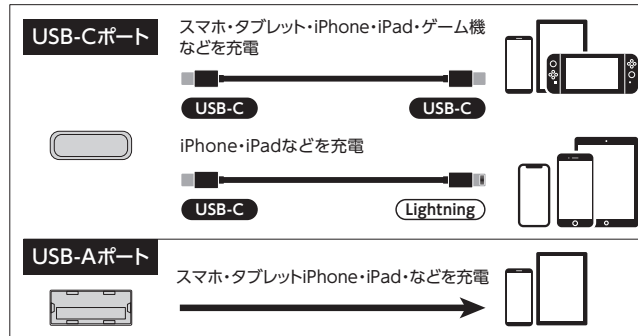 USB-Cポート
スマホ・タブレット・iPhone・iPad・ゲーム機
などを充電
USB-C
USB-C
iPhone・iPadなどを充電
USB-C
Lightning
USB-Aポート
スマホ・タブレットiPhone・iPad・などを充電